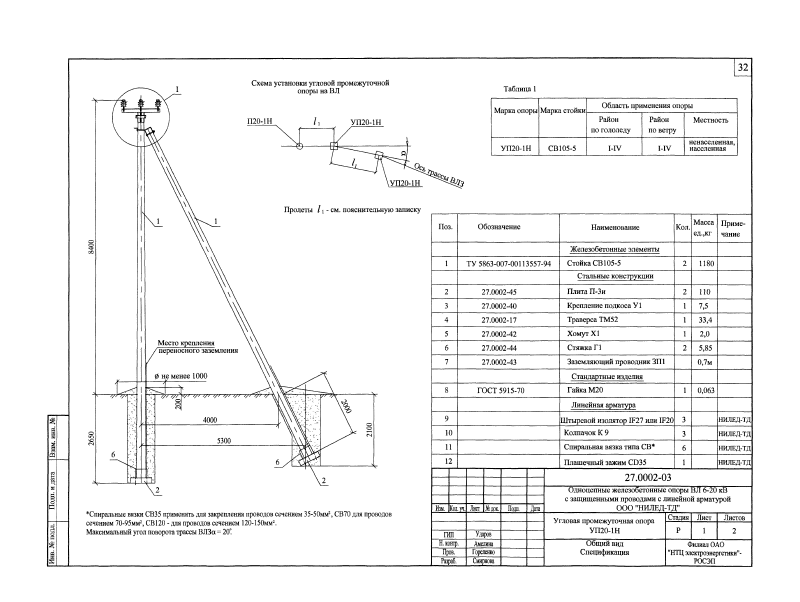 32
Схема установки угловой промежуточной
опоры на ВЛ
П20-1Н
l 1
УП20-1Н
α
l 1
Ось трассы ВЛЗ
УП20-1Н
Пролеты l 1 - см. пояснительную записку
Таблица 1
Марка опоры Марка стойки Область применения опоры
Район по гололеду Район по ветру Местность
УП20-1Н СВ105-5 I-IV I-IV ненаселенная, населенная
1
1
1
8400
Место крепления
переносного заземления
ø не менее 1000
200
4000
5300
2650
2000
2100
6
2
6
2
Поз. Обозначение Наименование Кол. Масса ед.,кг Приме-чание
Железобетонные элементы
1 ТУ 5863-007-00113557-94 Стойка СВ105-5 2 1180
Стальные конструкции
2 27.0002-45 Плита П-3и 2 110
3 27.0002-40 Крепление подкоса У1 1 7,5
4 27.0002-17 Траверса ТМ52 1 33,4
5 27.0002-42 Хомут Х1 1 2,0
6 27.0002-44 Стяжка Г1 2 5,85
7 27.0002-43 Заземляющий проводник ЗП1 0,7м
Стандартные изделия
8 ГОСТ 5915-70 Гайка М20 1 0,063
Линейная арматура
9 Штыревой изолятор IF27 или IF20 3 НИЛЕД-ТД
10 Колпачок К 9 3 НИЛЕД-ТД
11 Спиральная вязка типа СВ* 6 НИЛЕД-ТД
12 Плашечный зажим CD35 1 НИЛЕД-ТД
*Спиральные вязки СВ35 применять для закрепления проводов сечением 35-50мм², СВ70 для проводов
сечением 70-95мм², СВ120 - для проводов сечением 120-150мм².
Максимальный угол поворота трассы ВЛЗα = 20°.
Взам. инв. №
Подп. и дата
Инв. № подл.
27.0002-03
Одноцепные железобетонные опоры ВЛ 6-20 кВ
с защищенными проводами с линейной арматурой
ООО "НИЛЕД-ТД"
Изм. Кол. уч. Лист № док. Подп. Дата
Угловая промежуточная опора
УП20-1Н
Стадия Лист Листов
Р 1 2
ГИП Ударов
Н. контр. Амелина
Пров. Гореленко
Разраб. Смирнова
Общий вид
Спецификация
Филиал ОАО
"НТЦ электроэнергетики"-
РОСЭП